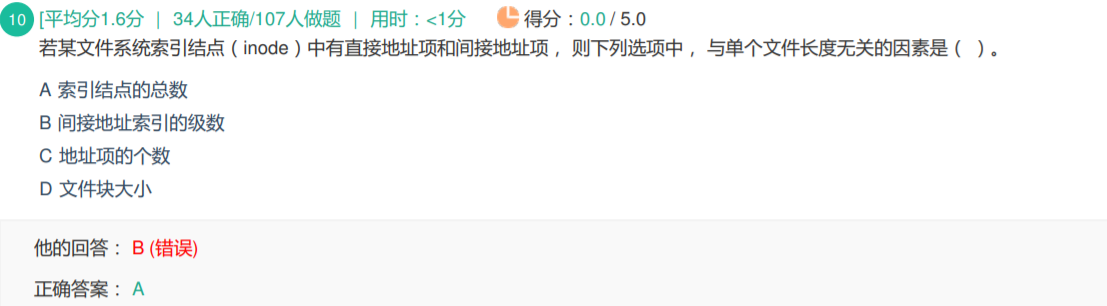 10 [平均分1.6分 | 34人正确/107人做题 | 用时：<1分 得分：0.0 / 5.0
若某文件系统索引结点（inode）中有直接地址项和间接地址项，则下列选项中，与单个文件长度无关的因素是（ ）。
A 索引结点的总数
B 间接地址索引的级数
C 地址项的个数
D 文件块大小
他的回答： B (错误)
正确答案： A